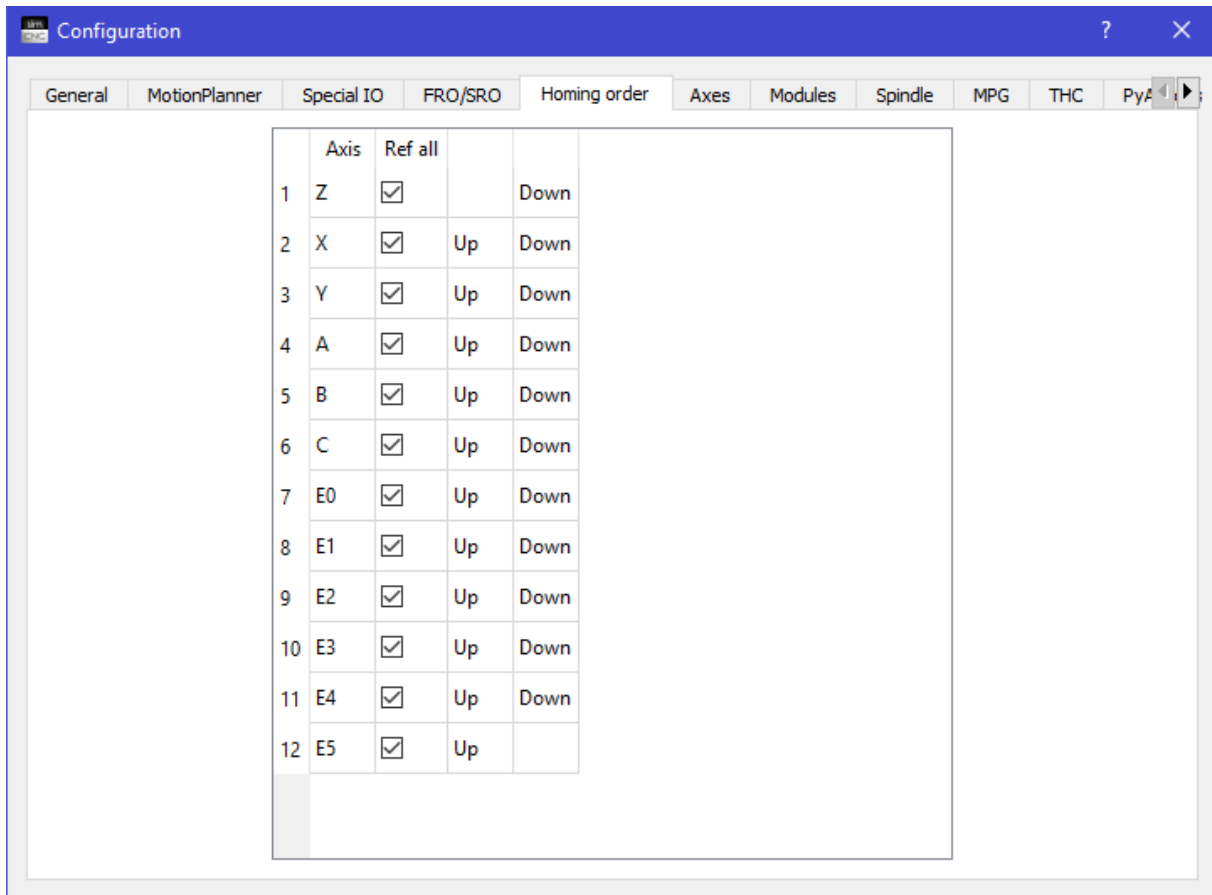 sim CNC Configuration ?
General MotionPlanner Special IO FRO/SRO Homing order Axes Modules Spindle MPG THC
Axis Ref all
1 Z Down
2 X Up Down
3 Y Up Down
4 A Up Down
5 B Up Down
6 C Up Down
7 E0 Up Down
8 E1 Up Down
9 E2 Up Down
10 E3 Up Down
11 E4 Up Down
12 E5 Up